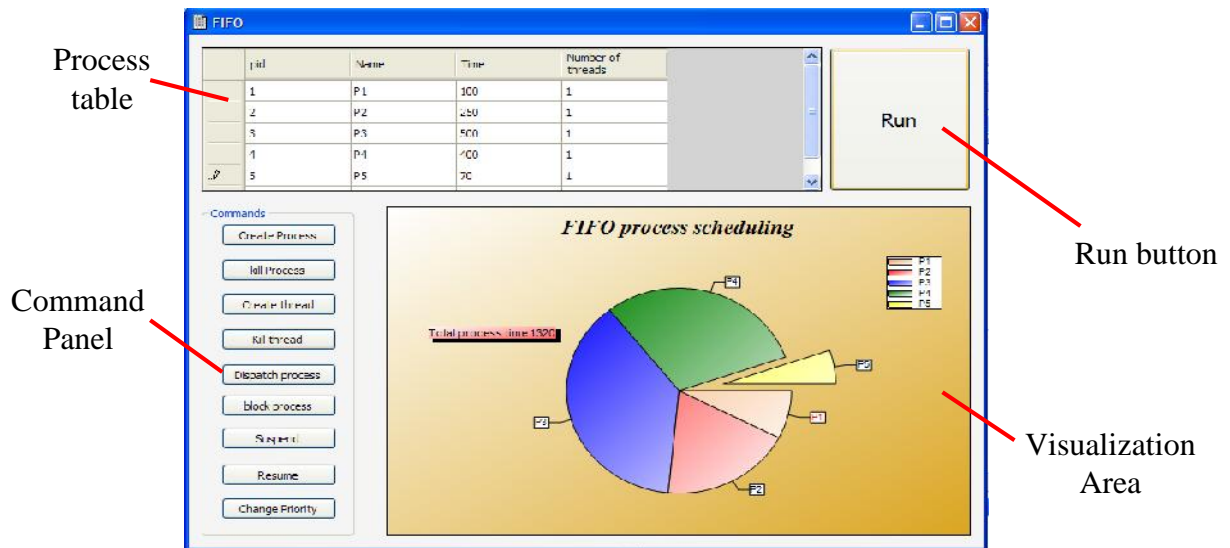 FIFO
Process
table
pid Name Time Number of
threads
1 P1 100 1
2 P2 250 1
3 P3 500 1
4 P4 400 1
5 P5 70 1
Run
Run button
Commands
Create Process
kill Process
Create thread
Kill thread
Dispatch process
block process
Suspend
Resume
Change Priority
Command
Panel
FIFO process scheduling
P1
P2
P3
P4
P5
Total process time 1320
P4
P5
P1
P3
P2
Visualization
Area